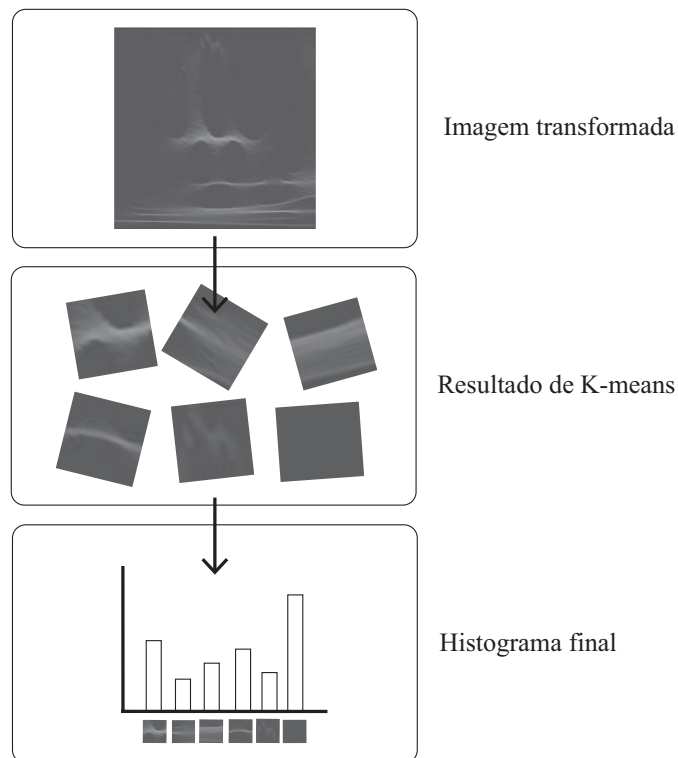 Imagem transformada
Resultado de K-means
Histograma final